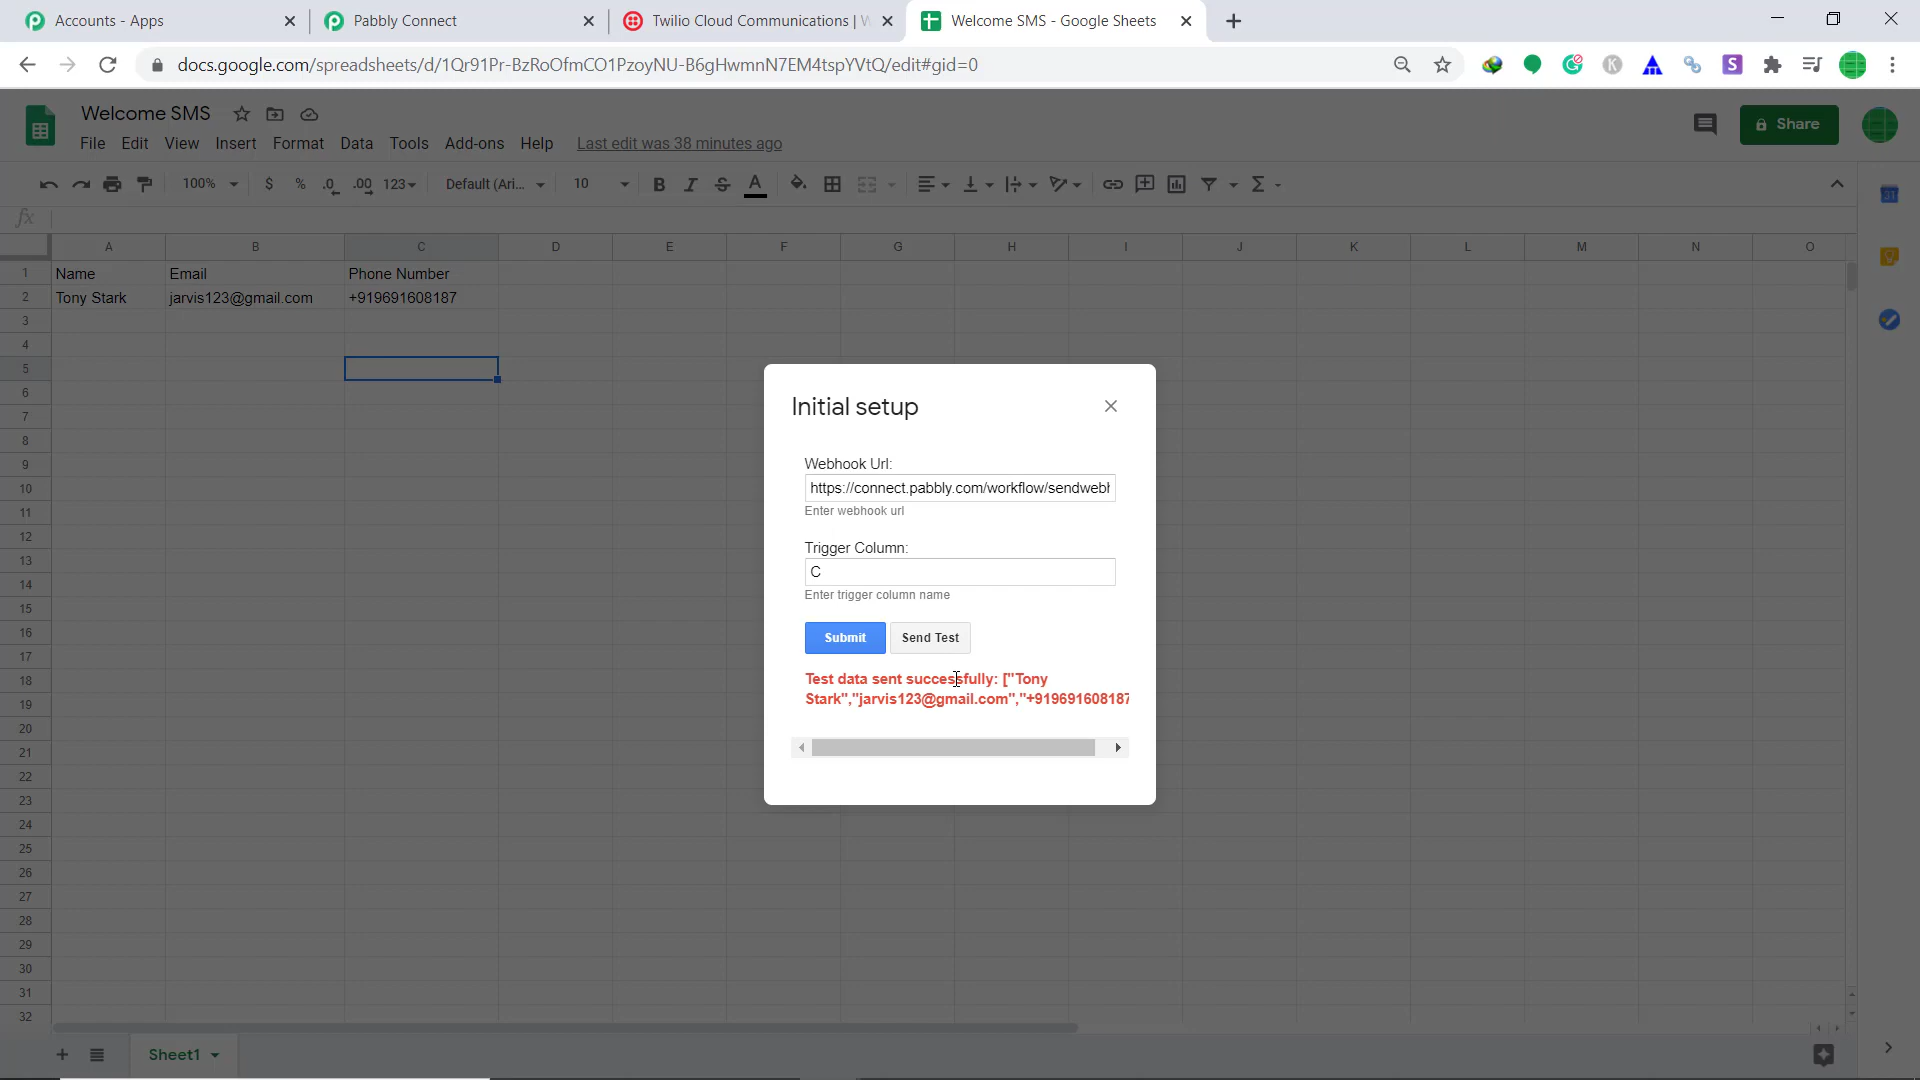 Accounts - Apps
Pabbly Connect
Twilio Cloud Communications | W
Welcome SMS - Google Sheets
docs.google.com/spreadsheets/d/1Qr91Pr-BzRoOfmCO1PzoyNU-B6gHwmnN7EM4tspYVtQ/edit#gid=0
Welcome SMS
Share
File Edit View Insert Format Data Tools Add-ons Help Last edit was 38 minutes ago
100% $ % .0 .00 123 Default (Ari... 10 B I S A Σ
31
fx
A B C D E F G H I J K L M N O
1 Name Email Phone Number
2 Tony Stark jarvis123@gmail.com +919691608187
3
4
5
6
7
8
9
10
11
12
13
14
15
16
17
18
19
20
21
22
23
24
25
26
27
28
29
30
31
32
Initial setup
Webhook Url:
https://connect.pabbly.com/workflow/sendwebh
Enter webhook url
Trigger Column:
C
Enter trigger column name
Submit Send Test
Test data sent successfully: ["Tony
Stark","jarvis123@gmail.com","+919691608187
Sheet1